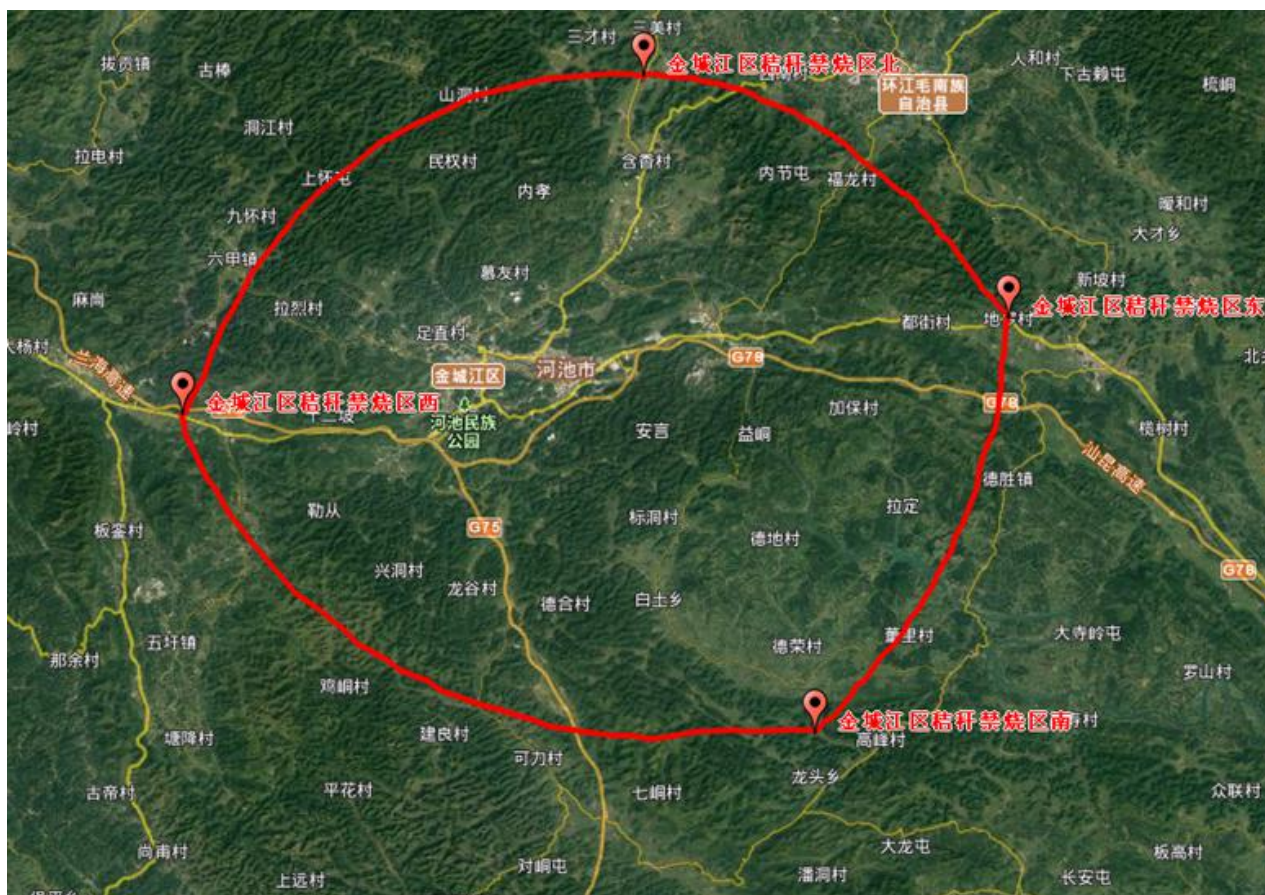 三美村
三才村
人和村
拔贡镇
古榛
金城江区秸秆禁烧区北
下古赖屯
梳峒
环江毛南族
自治县
山洞村
洞江村
拉电村
民权村
含香村
上怀屯
内孝
内节屯
福龙村
暧和村
九怀村
大才乡
六甲镇
慕友村
新坡村
麻岗
拉烈村
金城江区秸秆禁烧区东
足直村
都街村
大杨村
兰海高速
G78
河池市
金城江区
金城江区秸秆禁烧区西
G78
加保村
河池民族
公园
岭村
安言
益峒
榄树村
汕昆高速
德胜镇
勒从
标洞村
拉定
板銮村
G75
德地村
兴洞村
G78
龙谷村
德合村
白土乡
五圩镇
德荣村
董里村
大寺岭屯
那余村
罗山村
鸡峒村
金城江区秸秆禁烧区南
塘降村
建良村
高峰村
可力村
龙头乡
古帝村
平花村
七峒村
众联村
尚甫村
对峒屯
大龙屯
板高村
上远村
潘洞村
长安屯